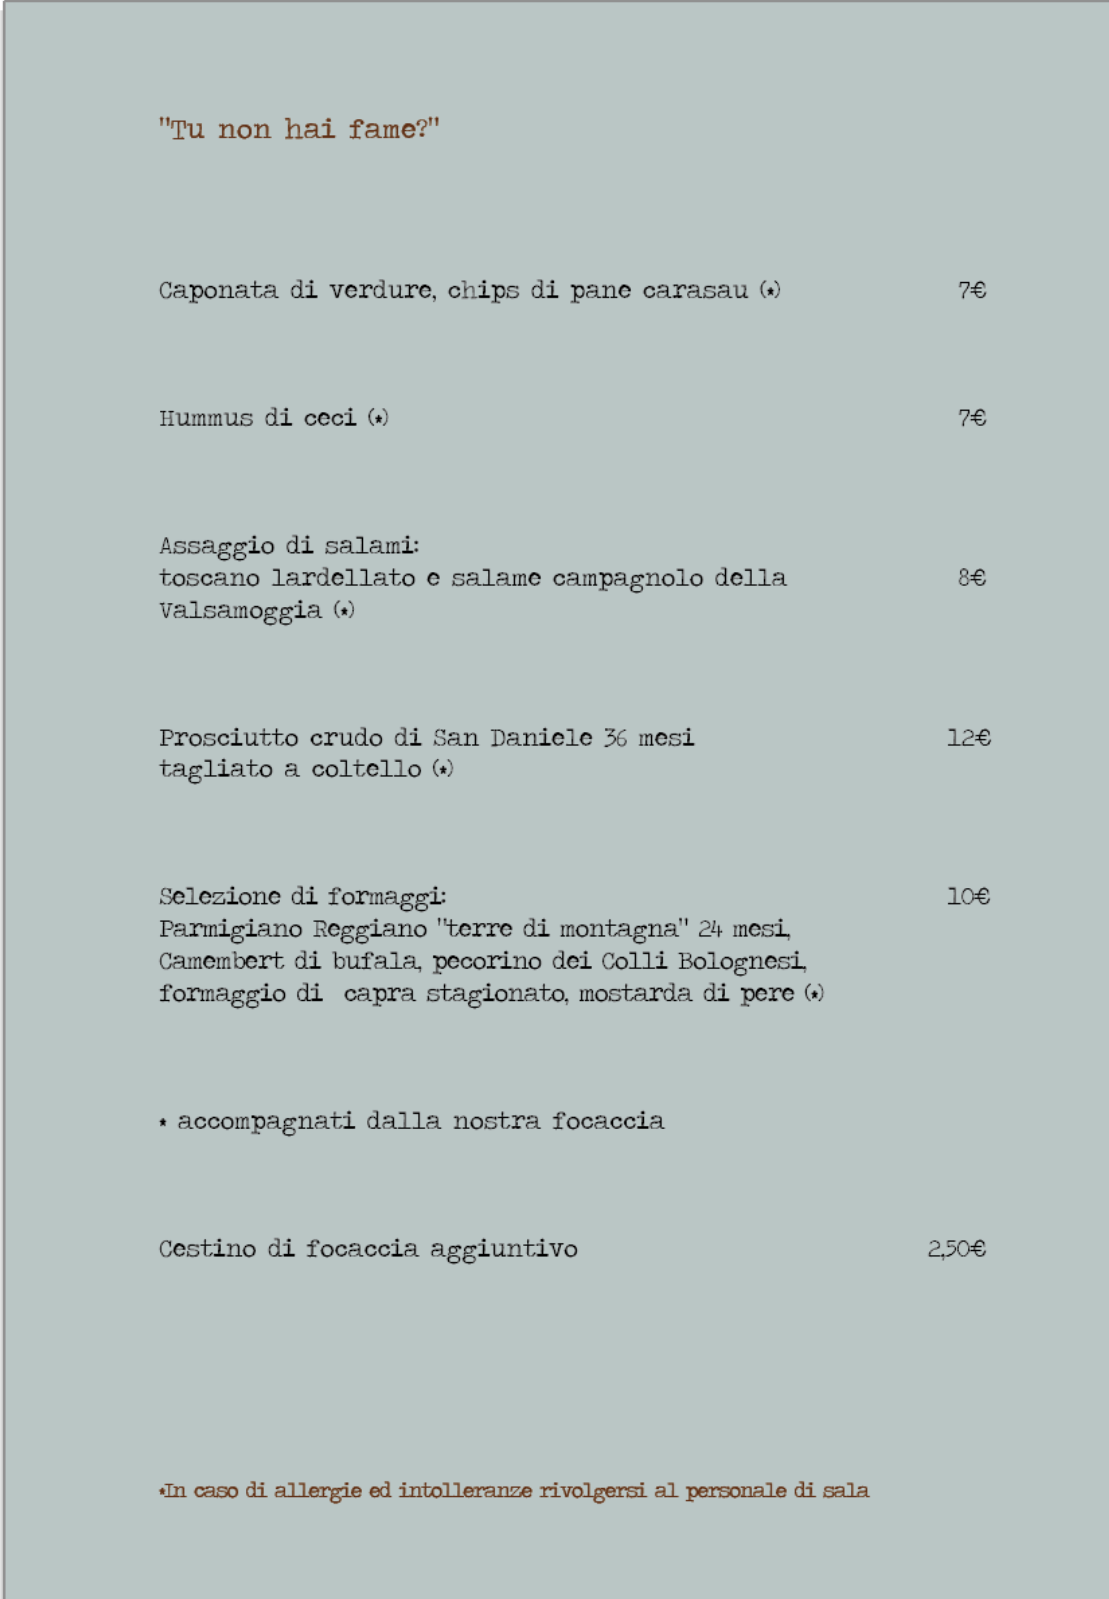 "Tu non hai fame?"
Caponata di verdure, chips di pane carasau (*) 7€
Hummus di ceci (*) 7€
Assaggio di salami:
toscano lardellato e salame campagnolo della 8€
Valsamoggia (*)
Prosciutto crudo di San Daniele 36 mesi 12€
tagliato a coltello (*)
Selezione di formaggi: 10€
Parmigiano Reggiano "terre di montagna" 24 mesi,
Camembert di bufala, pecorino dei Colli Bolognesi,
formaggio di capra stagionato, mostarda di pere (*)
* accompagnati dalla nostra focaccia
Cestino di focaccia aggiuntivo 2,50€
*In caso di allergie ed intolleranze rivolgersi al personale di sala